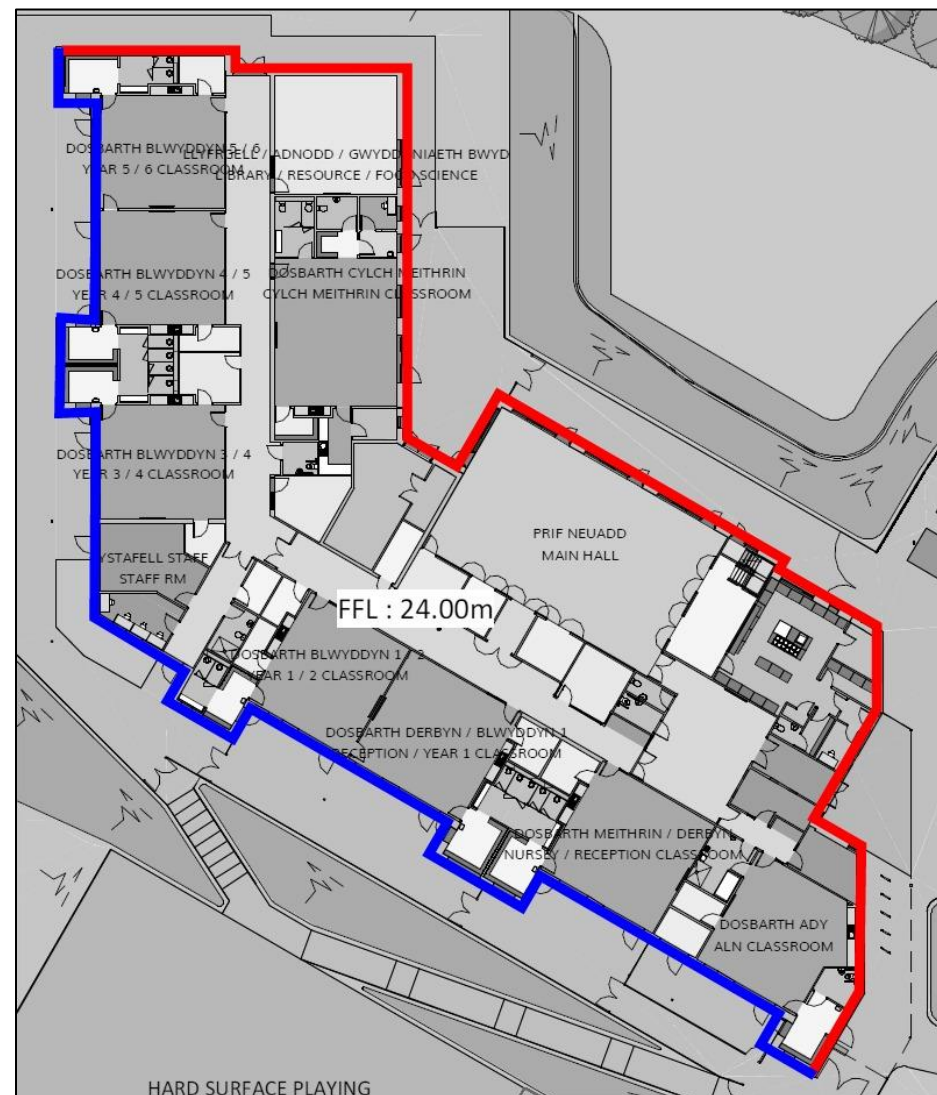 DOSBARTH BLWYDDYN 5 / 6
YEAR 5 / 6 CLASSROOM
LLYFRGELL / ADNODD / GWYDDONIAETH BWYD
LIBRARY / RESOURCE / FOOD SCIENCE
DOSBARTH BLWYDDYN 4 / 5
YEAR 4 / 5 CLASSROOM
DOSBARTH CYLCH MEITHRIN
CYLCH MEITHRIN CLASSROOM
DOSBARTH BLWYDDYN 3 / 4
YEAR 3 / 4 CLASSROOM
YSTAFELL STAFF
STAFF RM
PRIF NEUADD
MAIN HALL
FFL : 24.00m
DOSBARTH BLWYDDYN 1 / 2
YEAR 1 / 2 CLASSROOM
DOSBARTH DERBYN / BLWYDDYN 1
RECEPTION / YEAR 1 CLASSROOM
DOSBARTH MEITHRIN / DERBYN
NURSEY / RECEPTION CLASSROOM
DOSBARTH ADY
ALN CLASSROOM
HARD SURFACE PLAYING